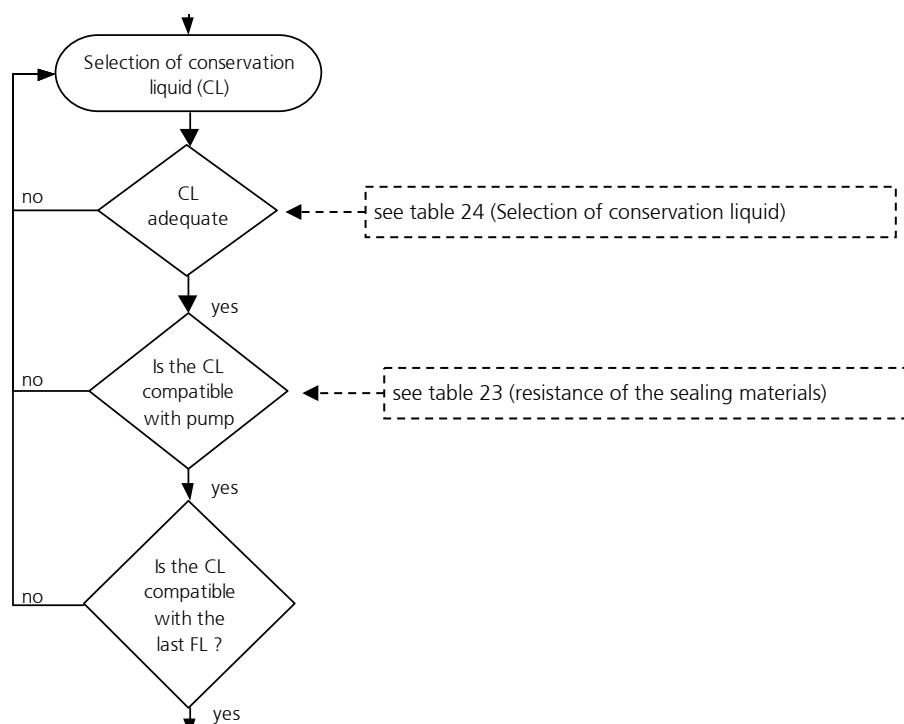 Selection of conservation
liquid (CL)
no
CL
adequate
see table 24 (Selection of conservation liquid)
yes
no
Is the CL
compatible
with pump
see table 23 (resistance of the sealing materials)
yes
no
Is the CL
compatible
with the
last FL ?
yes